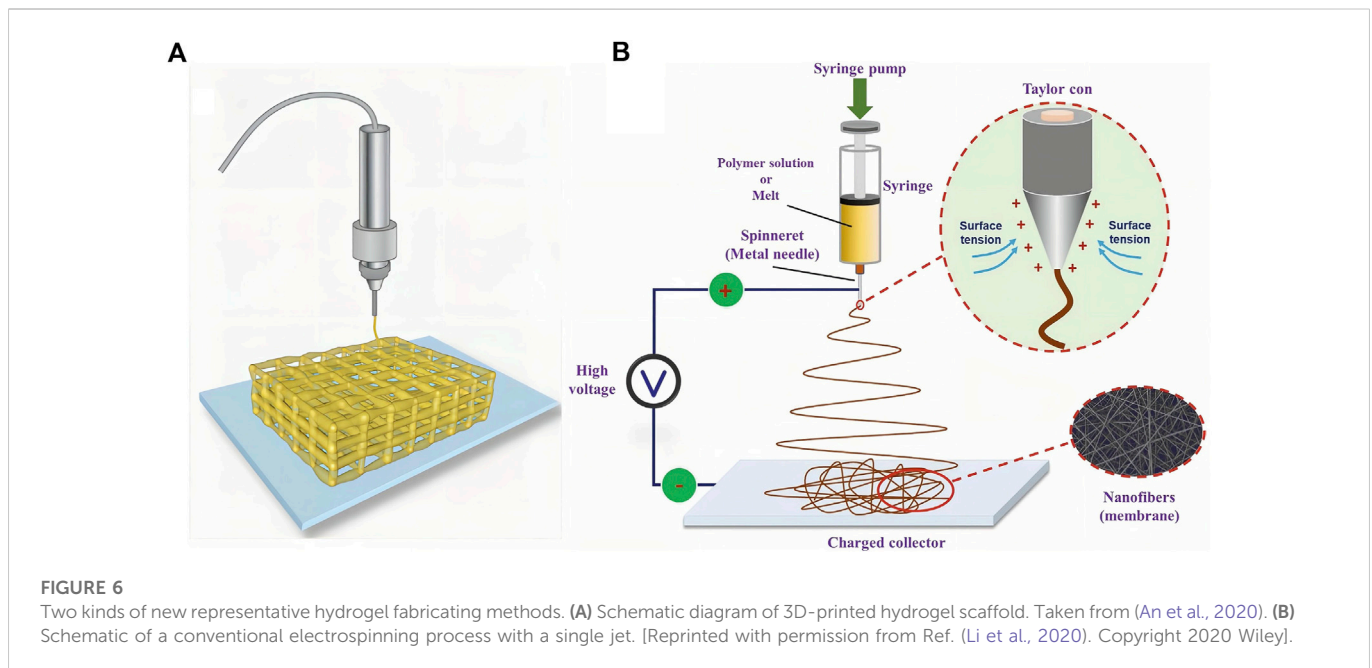 A
B
Syringe pump
Polymer solution
or
Melt
Syringe
Spinneret
(Metal needle)
+
High
voltage
V
-
Charged collector
Taylor con
+ +
+ +
+ +
+ +
Surface
tension
Surface
tension
Nanofibers
(membrane)
FIGURE 6
Two kinds of new representative hydrogel fabricating methods. (A) Schematic diagram of 3D-printed hydrogel scaffold. Taken from (An et al., 2020). (B)
Schematic of a conventional electrospinning process with a single jet. [Reprinted with permission from Ref. (Li et al., 2020). Copyright 2020 Wiley].